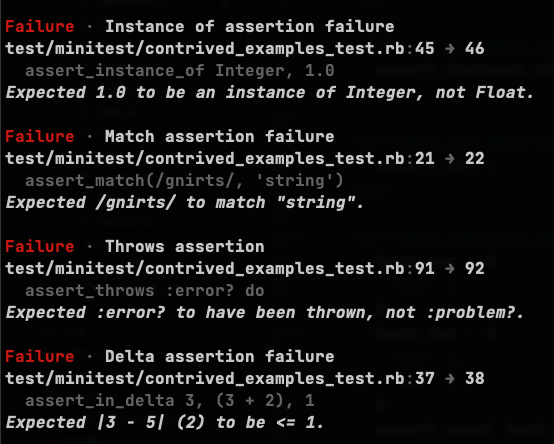 Failure · Instance of assertion failure
test/minitest/contrived_examples_test.rb:45 → 46
assert_instance_of Integer, 1.0
Expected 1.0 to be an instance of Integer, not Float.
Failure · Match assertion failure
test/minitest/contrived_examples_test.rb:21 → 22
assert_match(/gnirts/, 'string')
Expected /gnirts/ to match "string".
Failure · Throws assertion
test/minitest/contrived_examples_test.rb:91 → 92
assert_throws :error? do
Expected :error? to have been thrown, not :problem?.
Failure · Delta assertion failure
test/minitest/contrived_examples_test.rb:37 → 38
assert_in_delta 3, (3 + 2), 1
Expected |3 - 5| (2) to be <= 1.